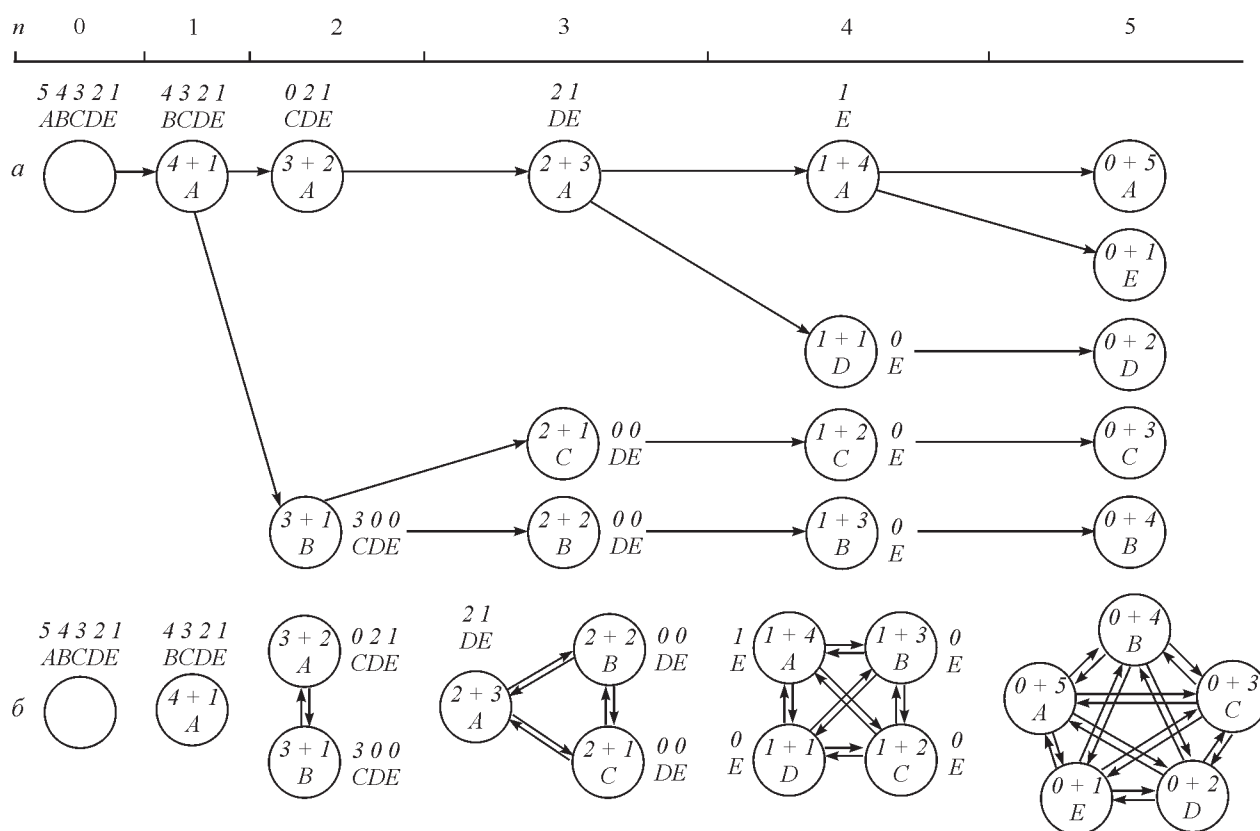 n 0 1 2 3 4 5
5 4 3 2 1 4 3 2 1 0 2 1 2 1 1
ABCDE BCDE CDE DE E
а 4 + 1 3 + 2 2 + 3 1 + 4 0 + 5
A A A A A
0 + 1
E
1 + 1 0 0 + 2
D E D
2 + 1 0 0 1 + 2 0 0 + 3
C DE C E C
3 + 1 3 0 0 2 + 2 0 0 1 + 3 0 0 + 4
B CDE B DE B E B
5 4 3 2 1 4 3 2 1 3 + 2 0 2 1 2 1 2 + 2 0 0 1 1 + 4 1 + 3 0 0 + 4
ABCDE BCDE A CDE DE B DE E A B E B
б 4 + 1 2 + 3 0 + 5 0 + 3
A A A C
3 + 1 3 0 0 2 + 1 0 0 0 1 + 1 1 + 2 0 0 + 1 0 + 2
B CDE C DE E D C E E D